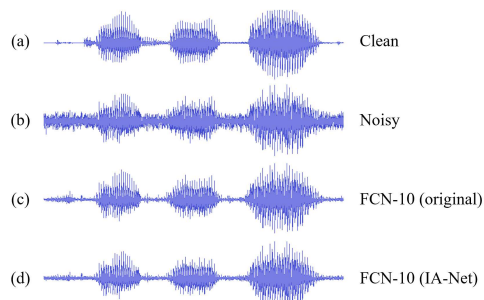 (a) Clean
(b) Noisy
(c) FCN-10 (original)
(d) FCN-10 (IA-Net)